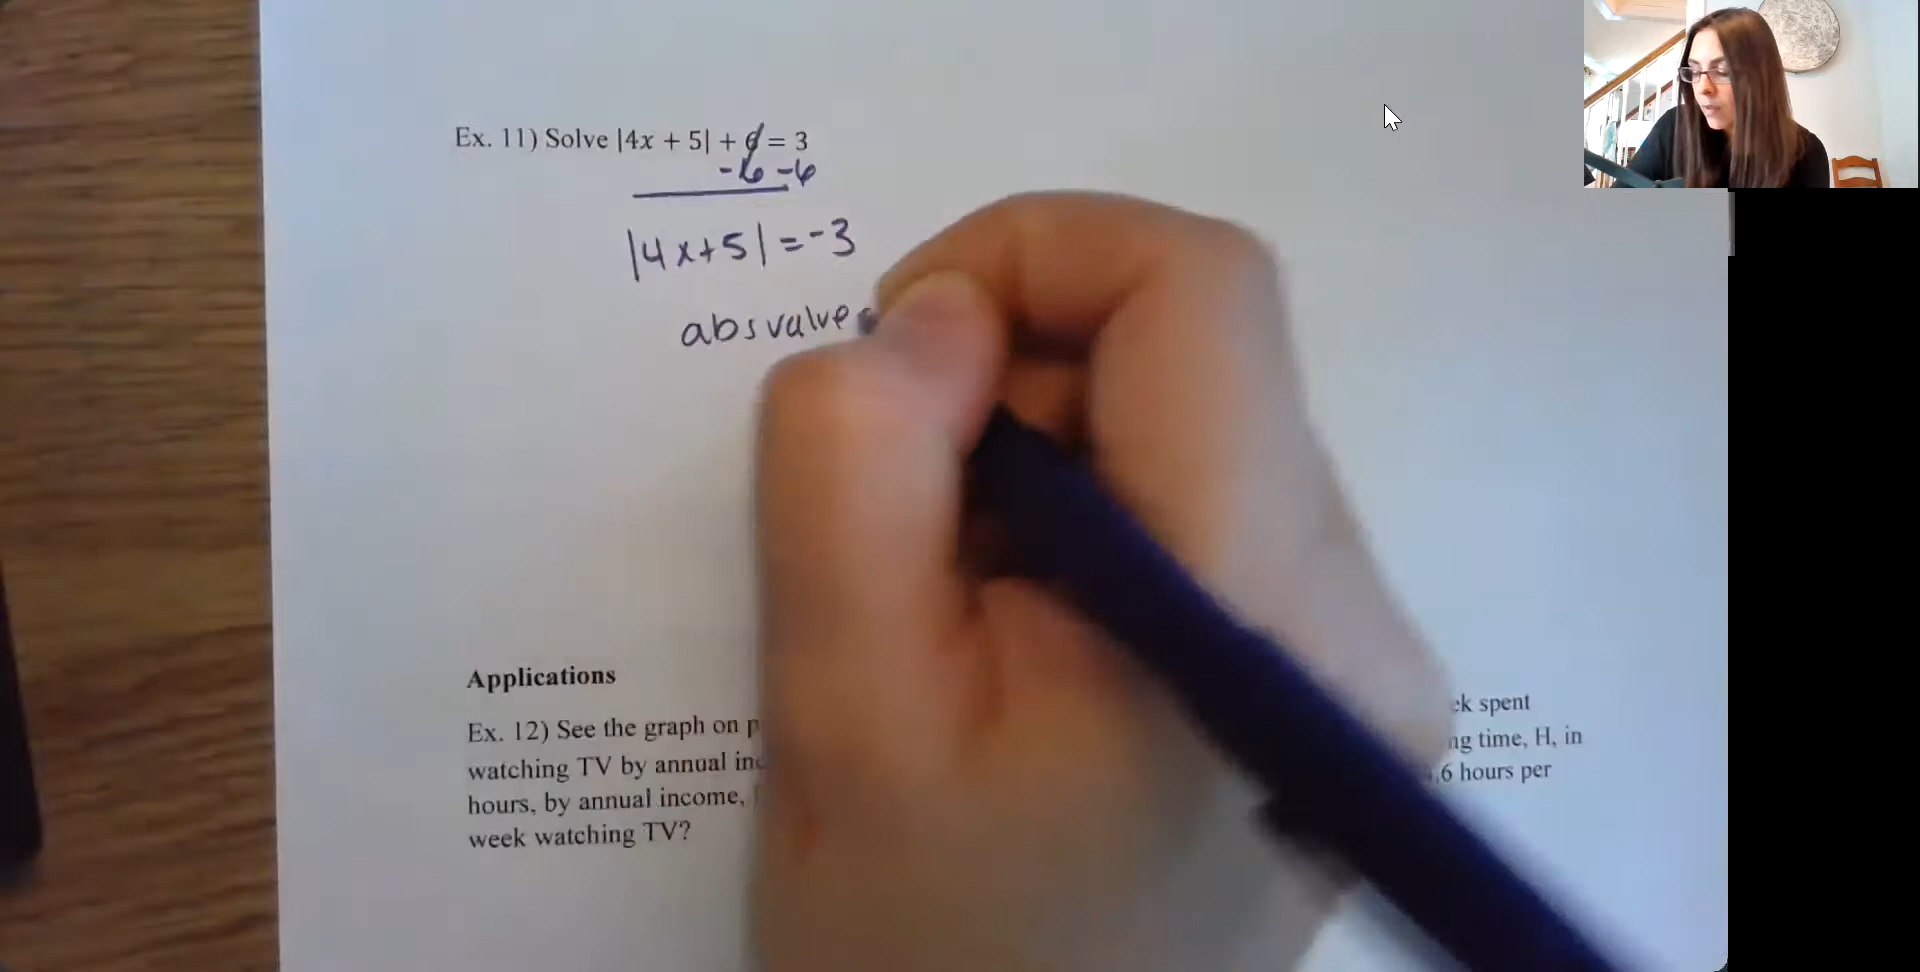 Ex. 11) Solve |4x + 5| + 6 = 3
-6 -6
|4x+5| = -3
abs value
Applications
Ex. 12) See the graph on
ek spent
watching TV by annual
ng time, H, in
hours, by annual income,
.6 hours per
week watching TV?